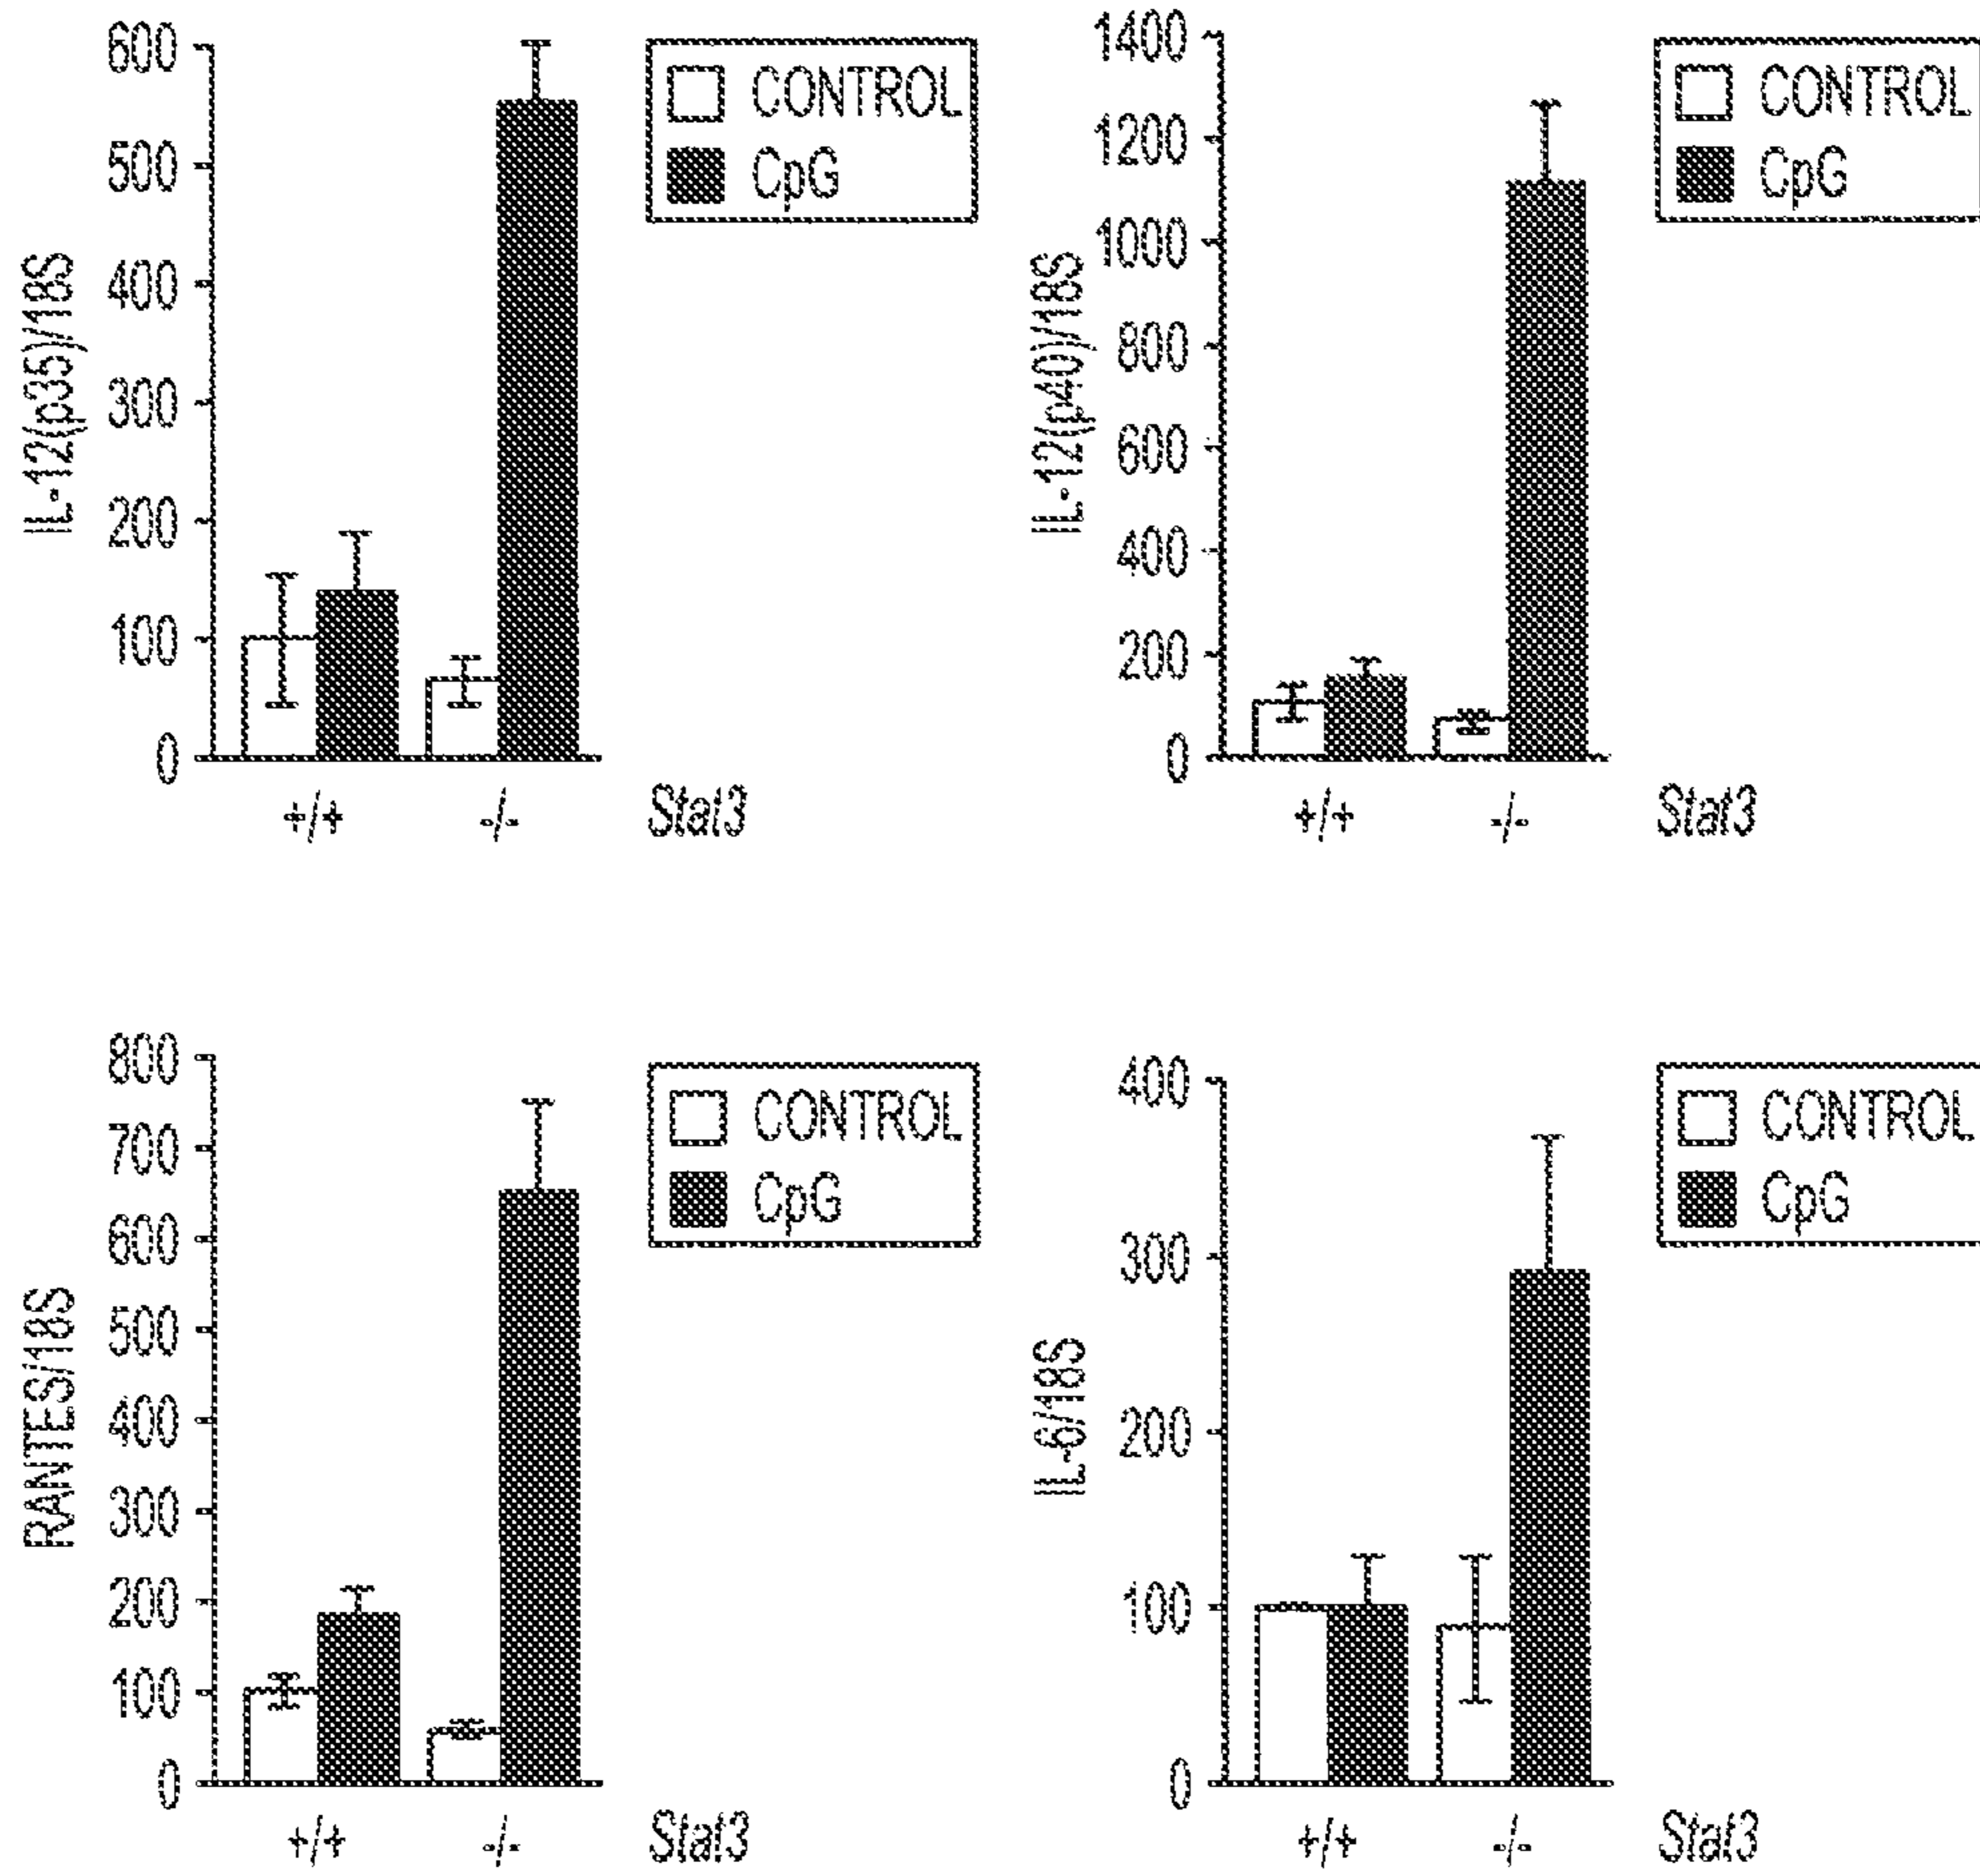 IL-12(p35)/18S
600
500
400
300
200
100
0
+/+ -/- Stat3
CONTROL
CpG
IL-12(p40)/18S
1400
1200
1000
800
600
400
200
0
+/+ -/- Stat3
CONTROL
CpG
RANTES/18S
800
700
600
500
400
300
200
100
0
+/+ -/- Stat3
CONTROL
CpG
IL-6/18S
400
300
200
100
0
+/+ -/- Stat3
CONTROL
CpG